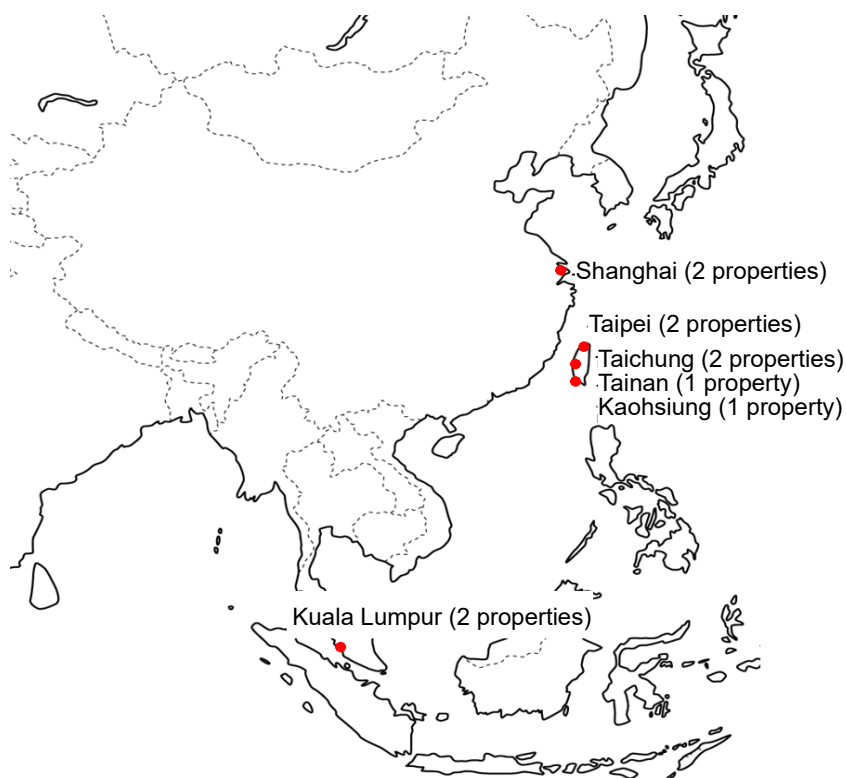 Shanghai (2 properties)
Taipei (2 properties)
Taichung (2 properties)
Tainan (1 property)
Kaohsiung (1 property)
Kuala Lumpur (2 properties)